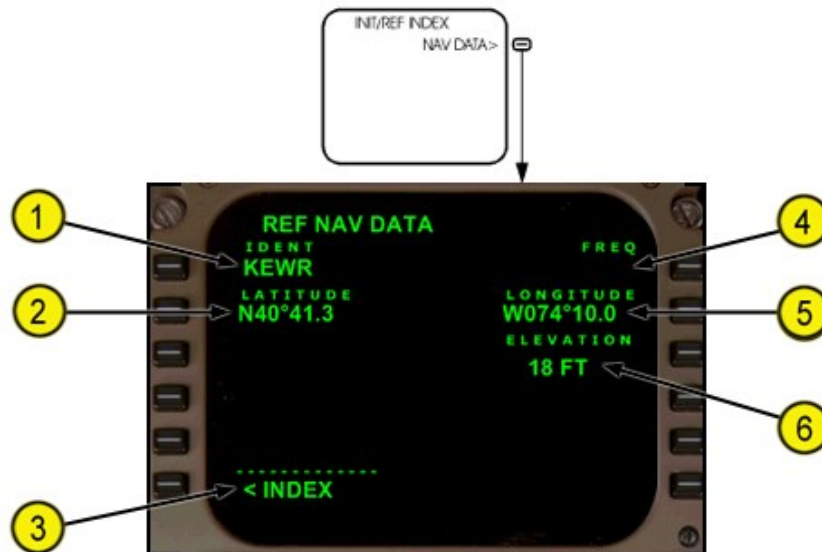 INIT/REF INDEX
NAV DATA>
REF NAV DATA
IDENT FREQ
KEWR
LATITUDE LONGITUDE
N40°41.3 W074°10.0
ELEVATION
18 FT
-------------
< INDEX
1
2
3
4
5
6